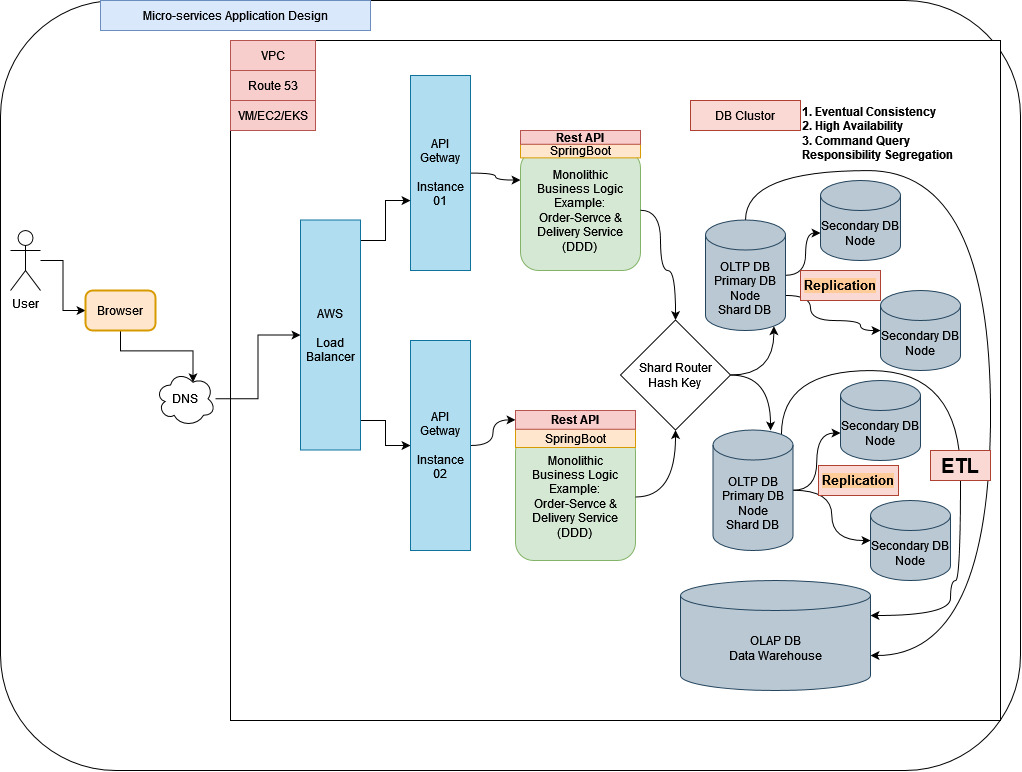 Micro-services Application Design
VPC
Route 53
VM/EC2/EKS
User
Browser
DNS
AWS
Load
Balancer
API
Getway
Instance
01
API
Getway
Instance
02
Rest API
SpringBoot
Monolithic
Business Logic
Example:
Order-Servce &
Delivery Service
(DDD)
Rest API
SpringBoot
Monolithic
Business Logic
Example:
Order-Servce &
Delivery Service
(DDD)
Shard Router
Hash Key
DB Clustor
1. Eventual Consistency
2. High Availability
3. Command Query
Responsibility Segregation
OLTP DB
Primary DB
Node
Shard DB
Secondary DB
Node
Replication
Secondary DB
Node
OLTP DB
Primary DB
Node
Shard DB
Secondary DB
Node
Replication
Secondary DB
Node
ETL
OLAP DB
Data Warehouse